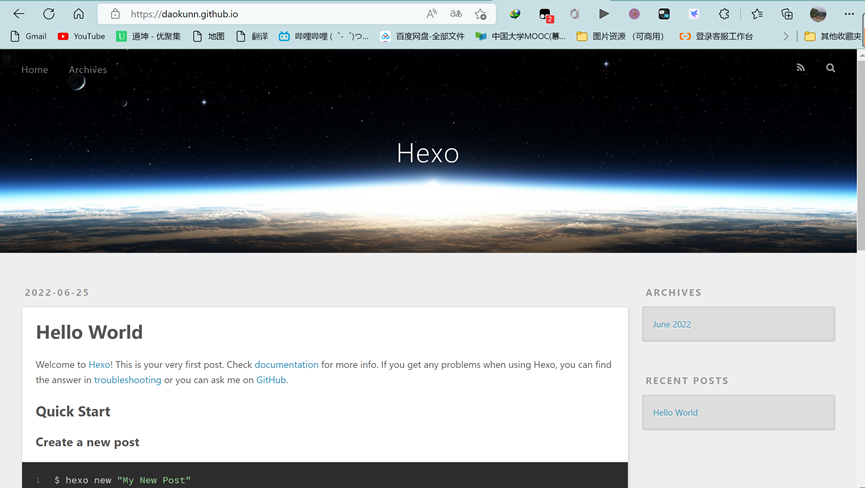 https://daokunn.github.io
Gmail YouTube 道坤 - 优聚集 地图 翻译 哔哩哔哩 ( ゜- ゜)つ... 百度网盘-全部文件 中国大学MOOC(慕... 图片资源 (可商用) 登录客服工作台 其他收藏夹
Home Archives
Hexo
2022-06-25
Hello World
Welcome to Hexo! This is your very first post. Check documentation for more info. If you get any problems when using Hexo, you can find
the answer in troubleshooting or you can ask me on GitHub.
Quick Start
Create a new post
1 $ hexo new "My New Post"
ARCHIVES
June 2022
RECENT POSTS
Hello World